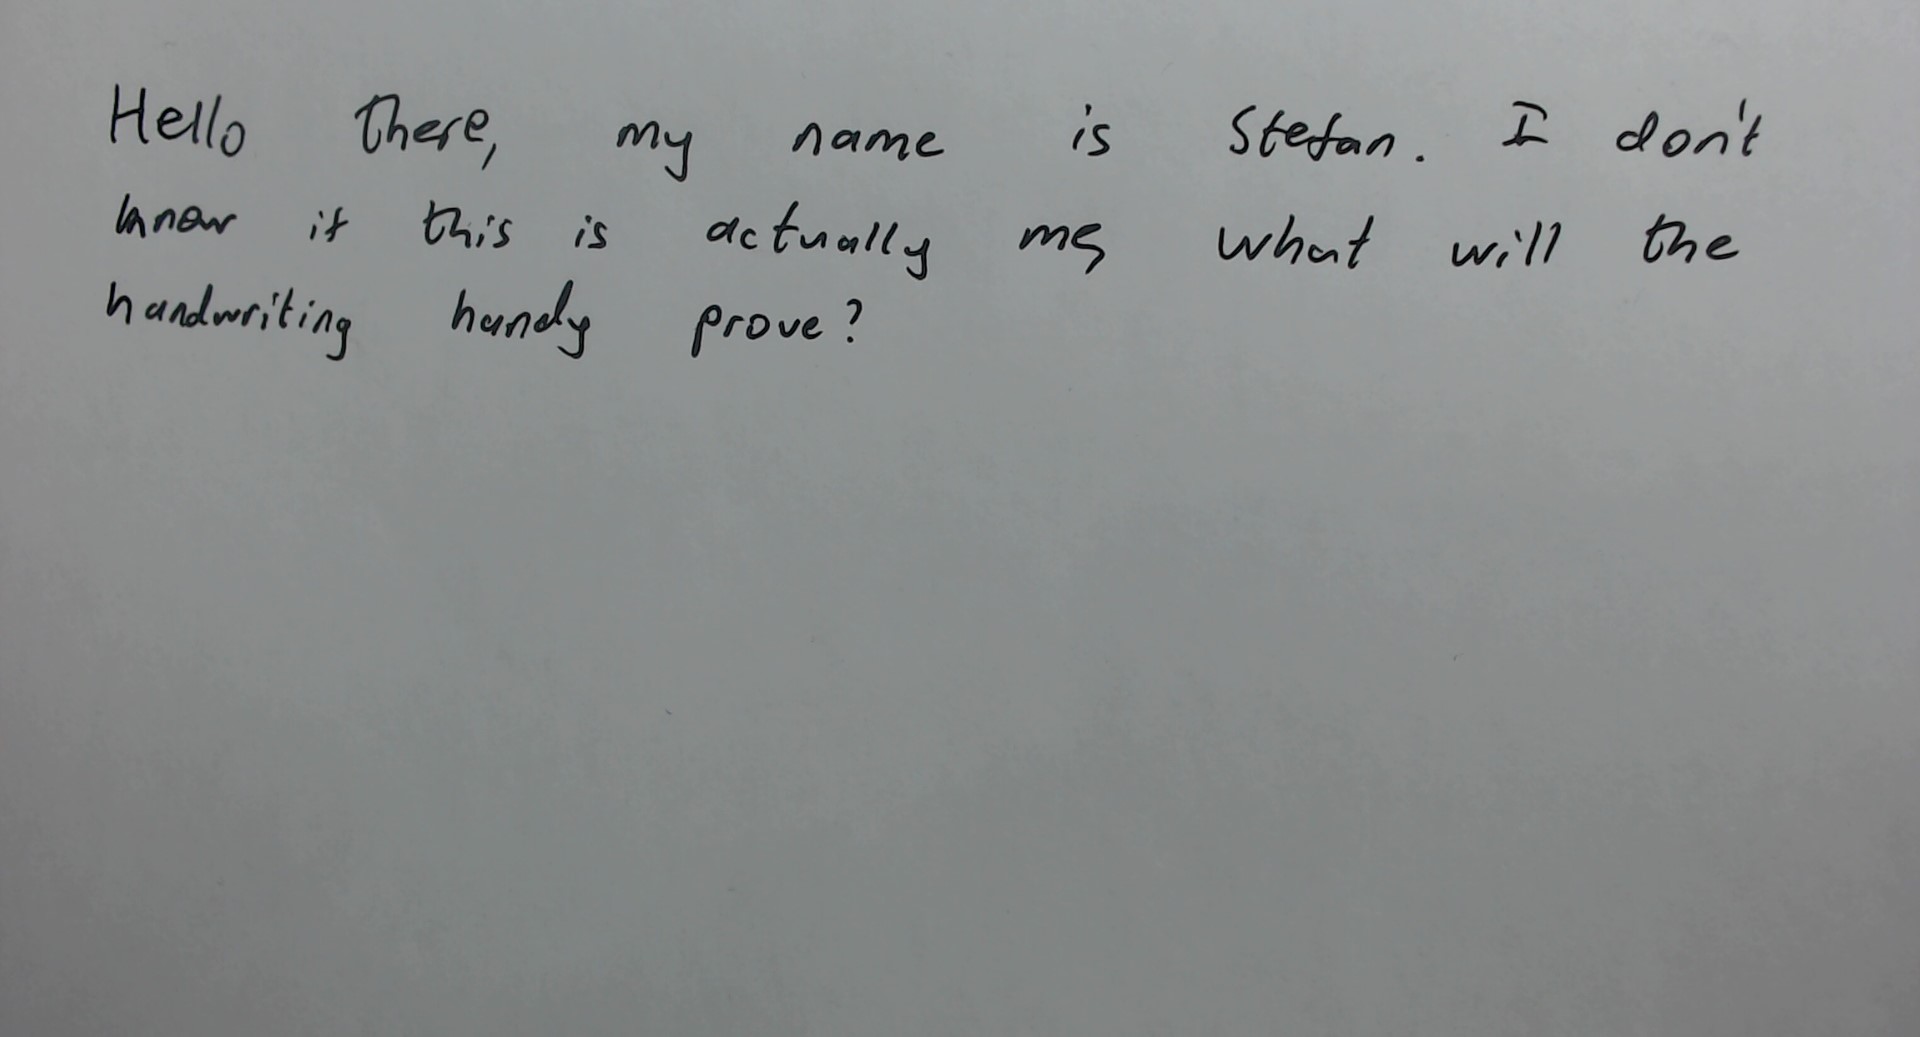 Hello there, my name is Stefan. I don't
know if this is actually me, what will the
handwriting handy prove?